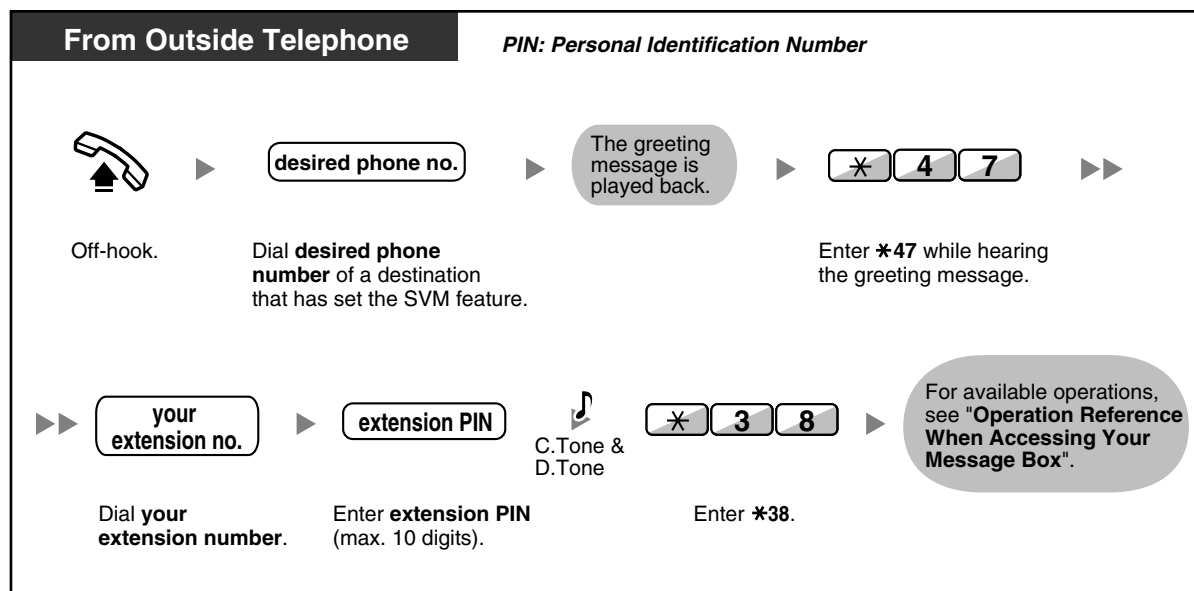 From Outside Telephone
PIN: Personal Identification Number
desired phone no.
The greeting
message is
played back.
* 4 7
Off-hook.
Dial desired phone
number of a destination
that has set the SVM feature.
Enter *47 while hearing
the greeting message.
your
extension no.
extension PIN
C.Tone &
D.Tone
* 3 8
For available operations,
see "Operation Reference
When Accessing Your
Message Box".
Dial your
extension number.
Enter extension PIN
(max. 10 digits).
Enter *38.